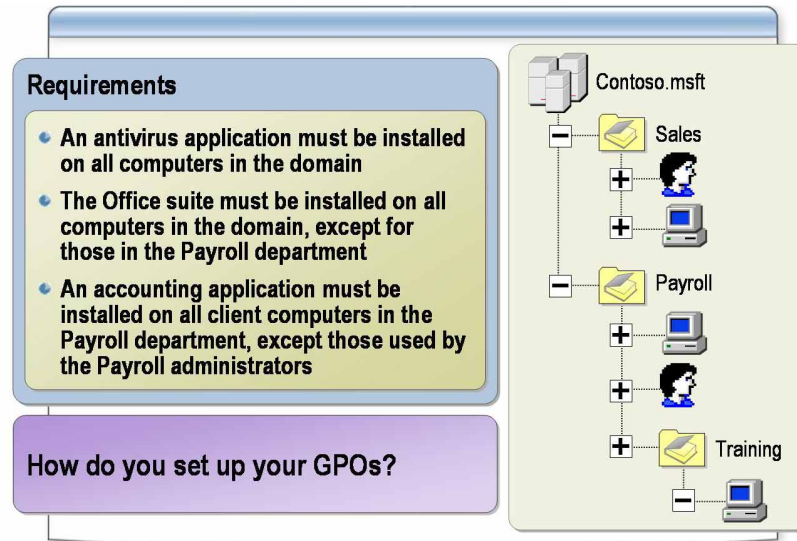 Requirements
An antivirus application must be installed
on all computers in the domain
The Office suite must be installed on all
computers in the domain, except for
those in the Payroll department
An accounting application must be
installed on all client computers in the
Payroll department, except those used by
the Payroll administrators
How do you set up your GPOs?
Contoso.msft
Sales
Payroll
Training